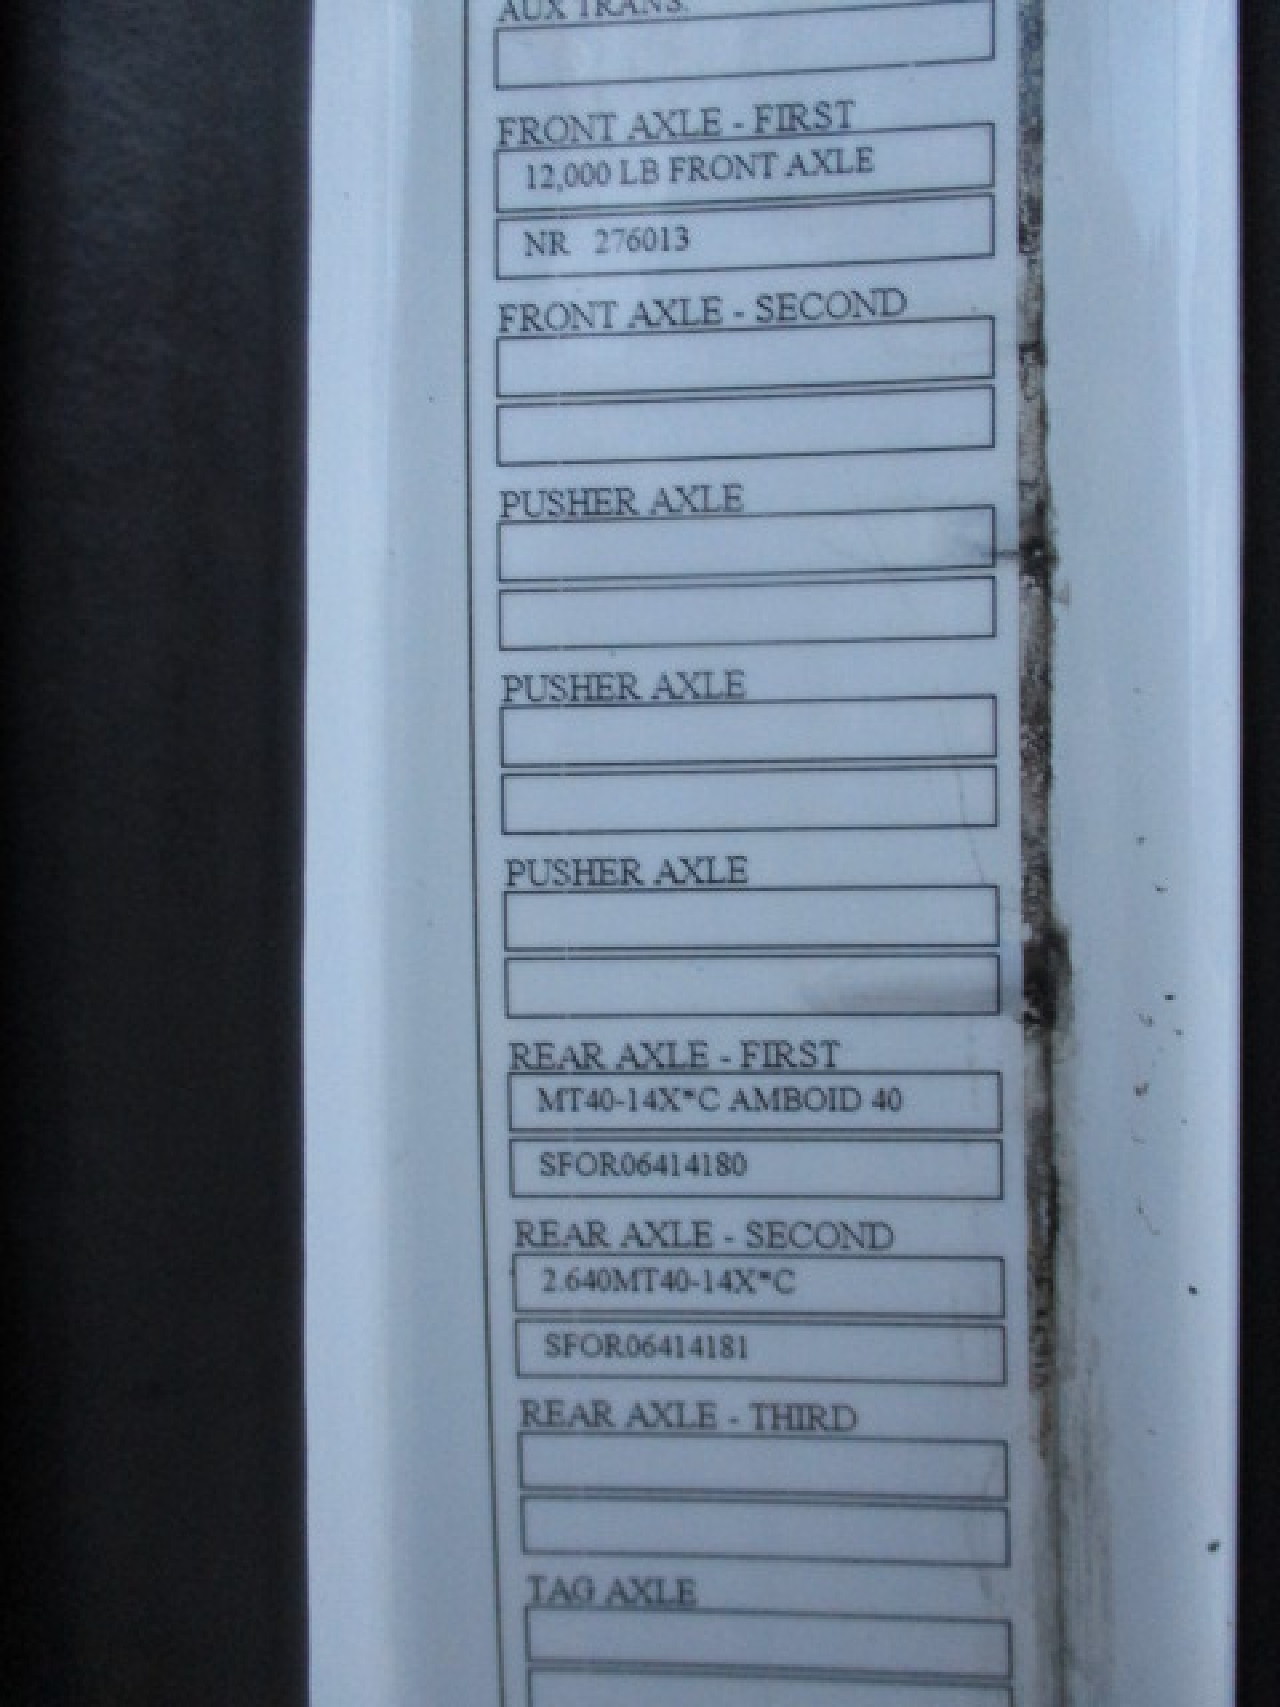 AUX TRANS.
FRONT AXLE - FIRST
12,000 LB FRONT AXLE
NR 276013
FRONT AXLE - SECOND
PUSHER AXLE
PUSHER AXLE
PUSHER AXLE
REAR AXLE - FIRST
MT40-14X*C AMBOID 40
SFOR06414180
REAR AXLE - SECOND
2.640MT40-14X*C
SFOR06414181
REAR AXLE - THIRD
TAG AXLE